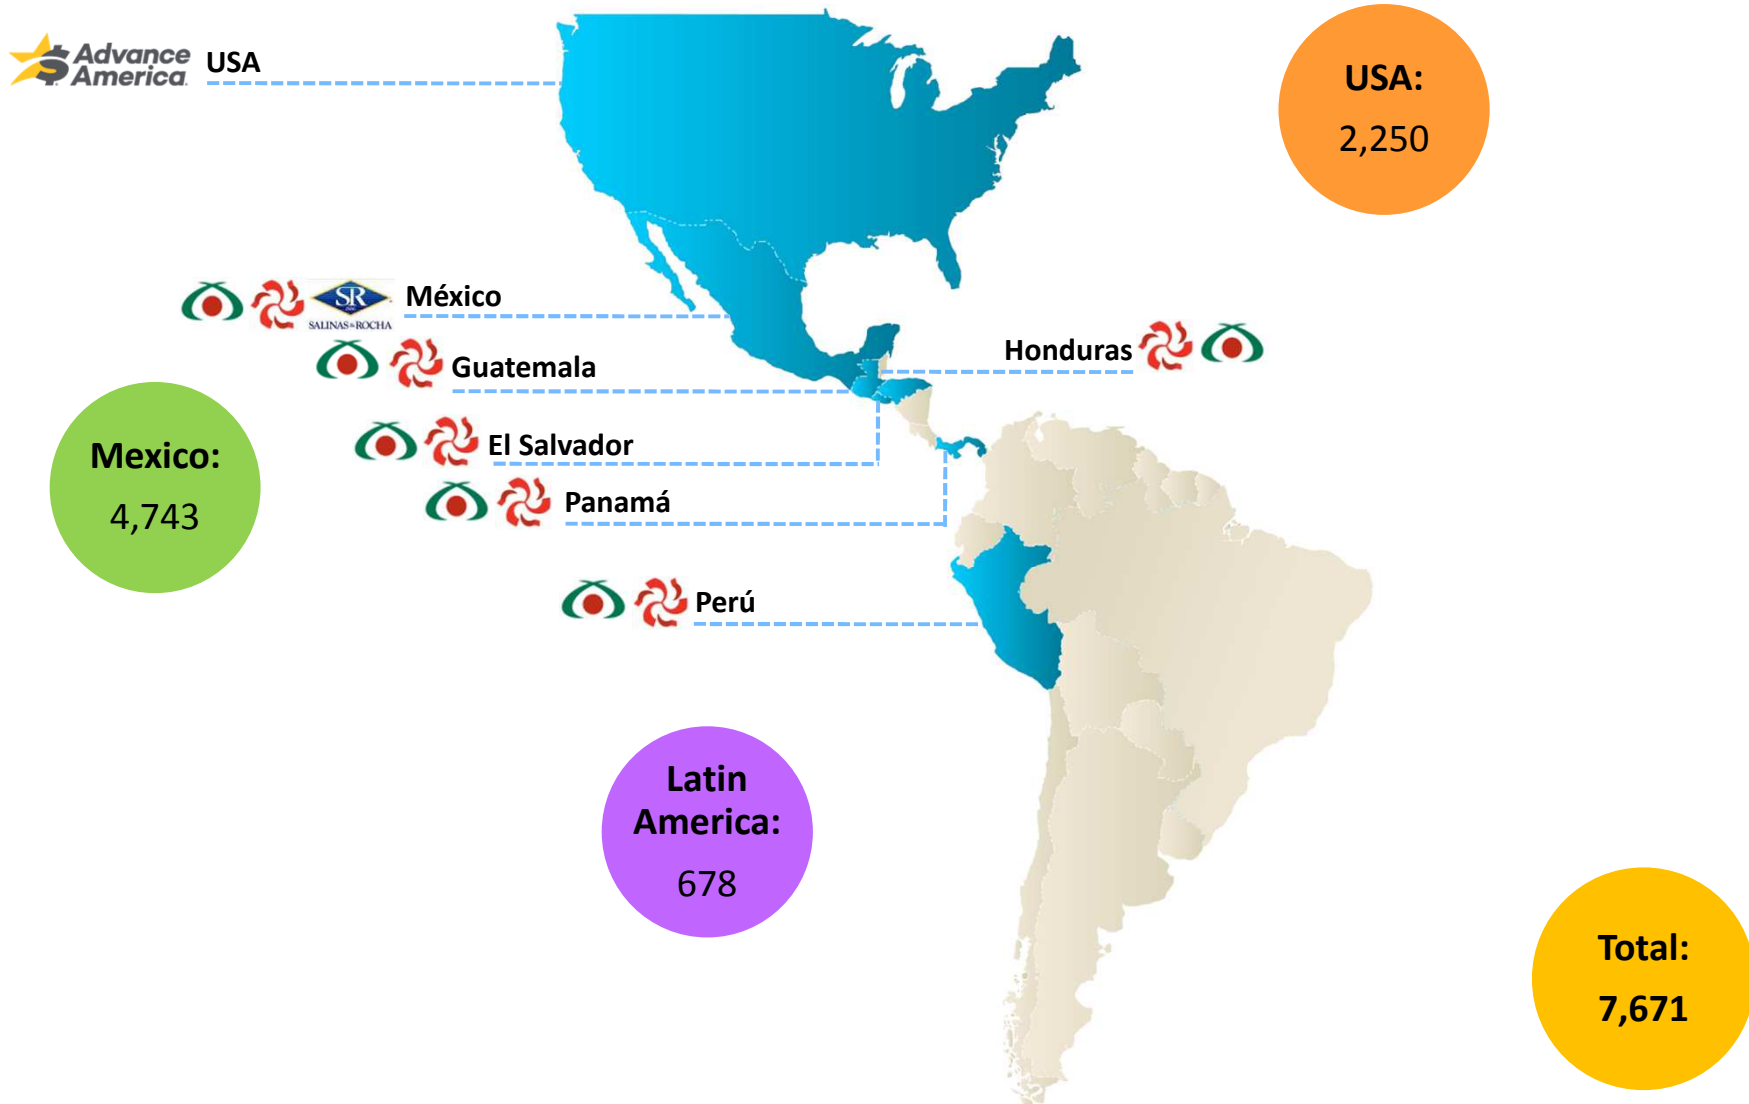 Advance
America
USA
USA:
2,250
SR
SALINAS & ROCHA
México
Guatemala
Honduras
El Salvador
Mexico:
4,743
Panamá
Perú
Latin
America:
678
Total:
7,671